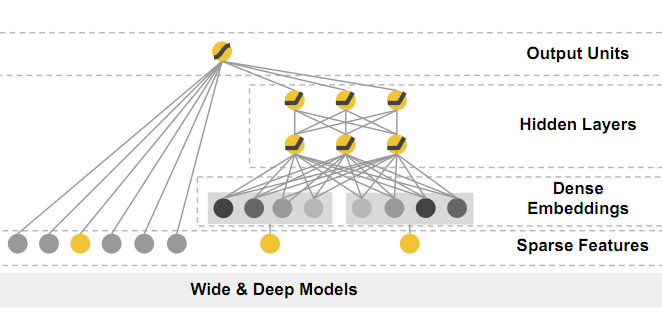 Output Units
Hidden Layers
Dense
Embeddings
Sparse Features
Wide & Deep Models